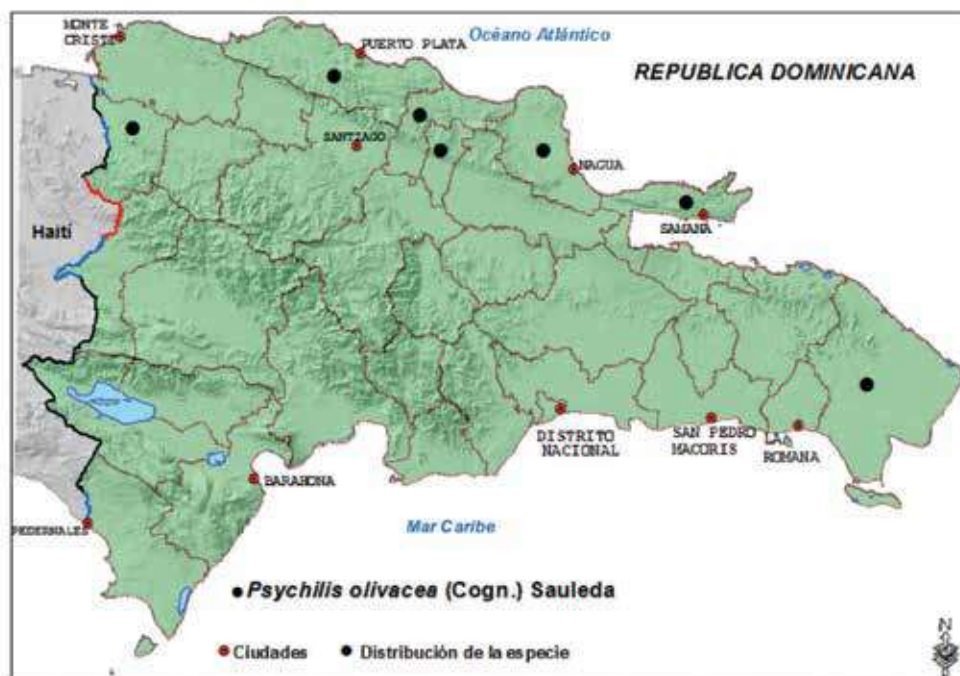 MONTE
CRISTI
PUERTO PLATA
Océano Atlántico
REPUBLICA DOMINICANA
SANTIAGO
NAGUA
SAMANA
Haití
DISTRITO
NACIONAL
SAN PEDRO
MACORIS
LA
ROMANA
BARAHONA
PEDERNALES
Mar Caribe
Psychilis olivacea (Cogn.) Sauleda
Ciudades
Distribución de la especie
N